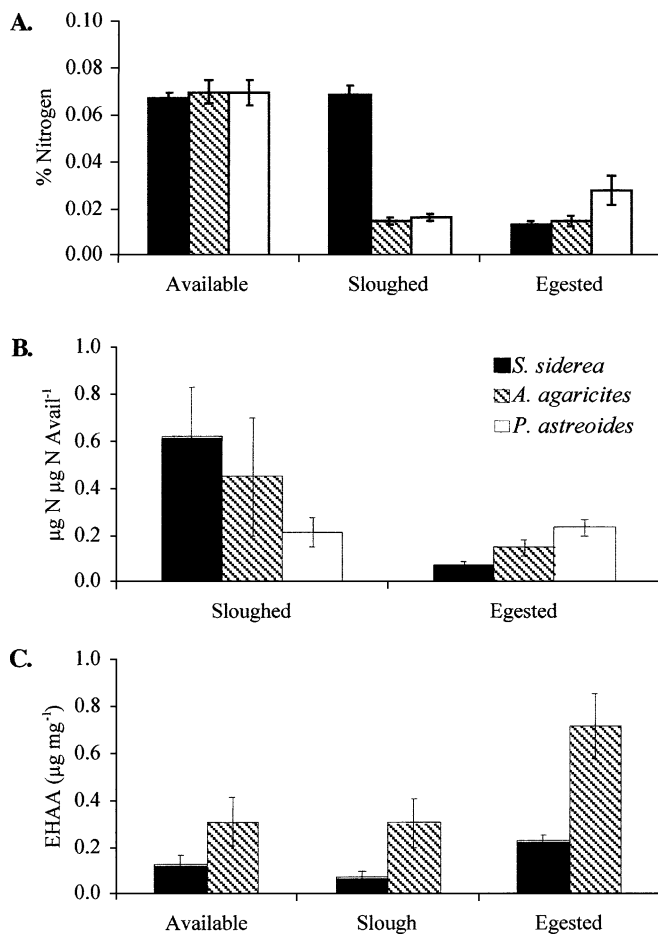 A.
% Nitrogen
0.10
0.08
0.06
0.04
0.02
0.00
Available Sloughed Egested
B.
µg N µg N Avail⁻¹
1.0
0.8
0.6
0.4
0.2
0.0
S. siderea
A. agaricites
P. astreoides
Sloughed Egested
C.
EHAA (µg mg⁻¹)
1.0
0.8
0.6
0.4
0.2
0.0
Available Slough Egested